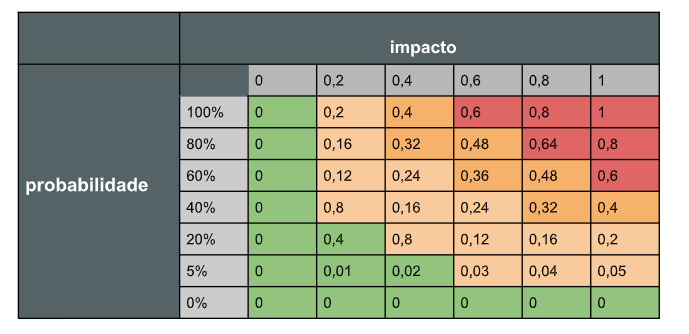 impacto
0 0,2 0,4 0,6 0,8 1
100% 0 0,2 0,4 0,6 0,8 1
80% 0 0,16 0,32 0,48 0,64 0,8
probabilidade
60% 0 0,12 0,24 0,36 0,48 0,6
40% 0 0,8 0,16 0,24 0,32 0,4
20% 0 0,4 0,8 0,12 0,16 0,2
5% 0 0,01 0,02 0,03 0,04 0,05
0% 0 0 0 0 0 0